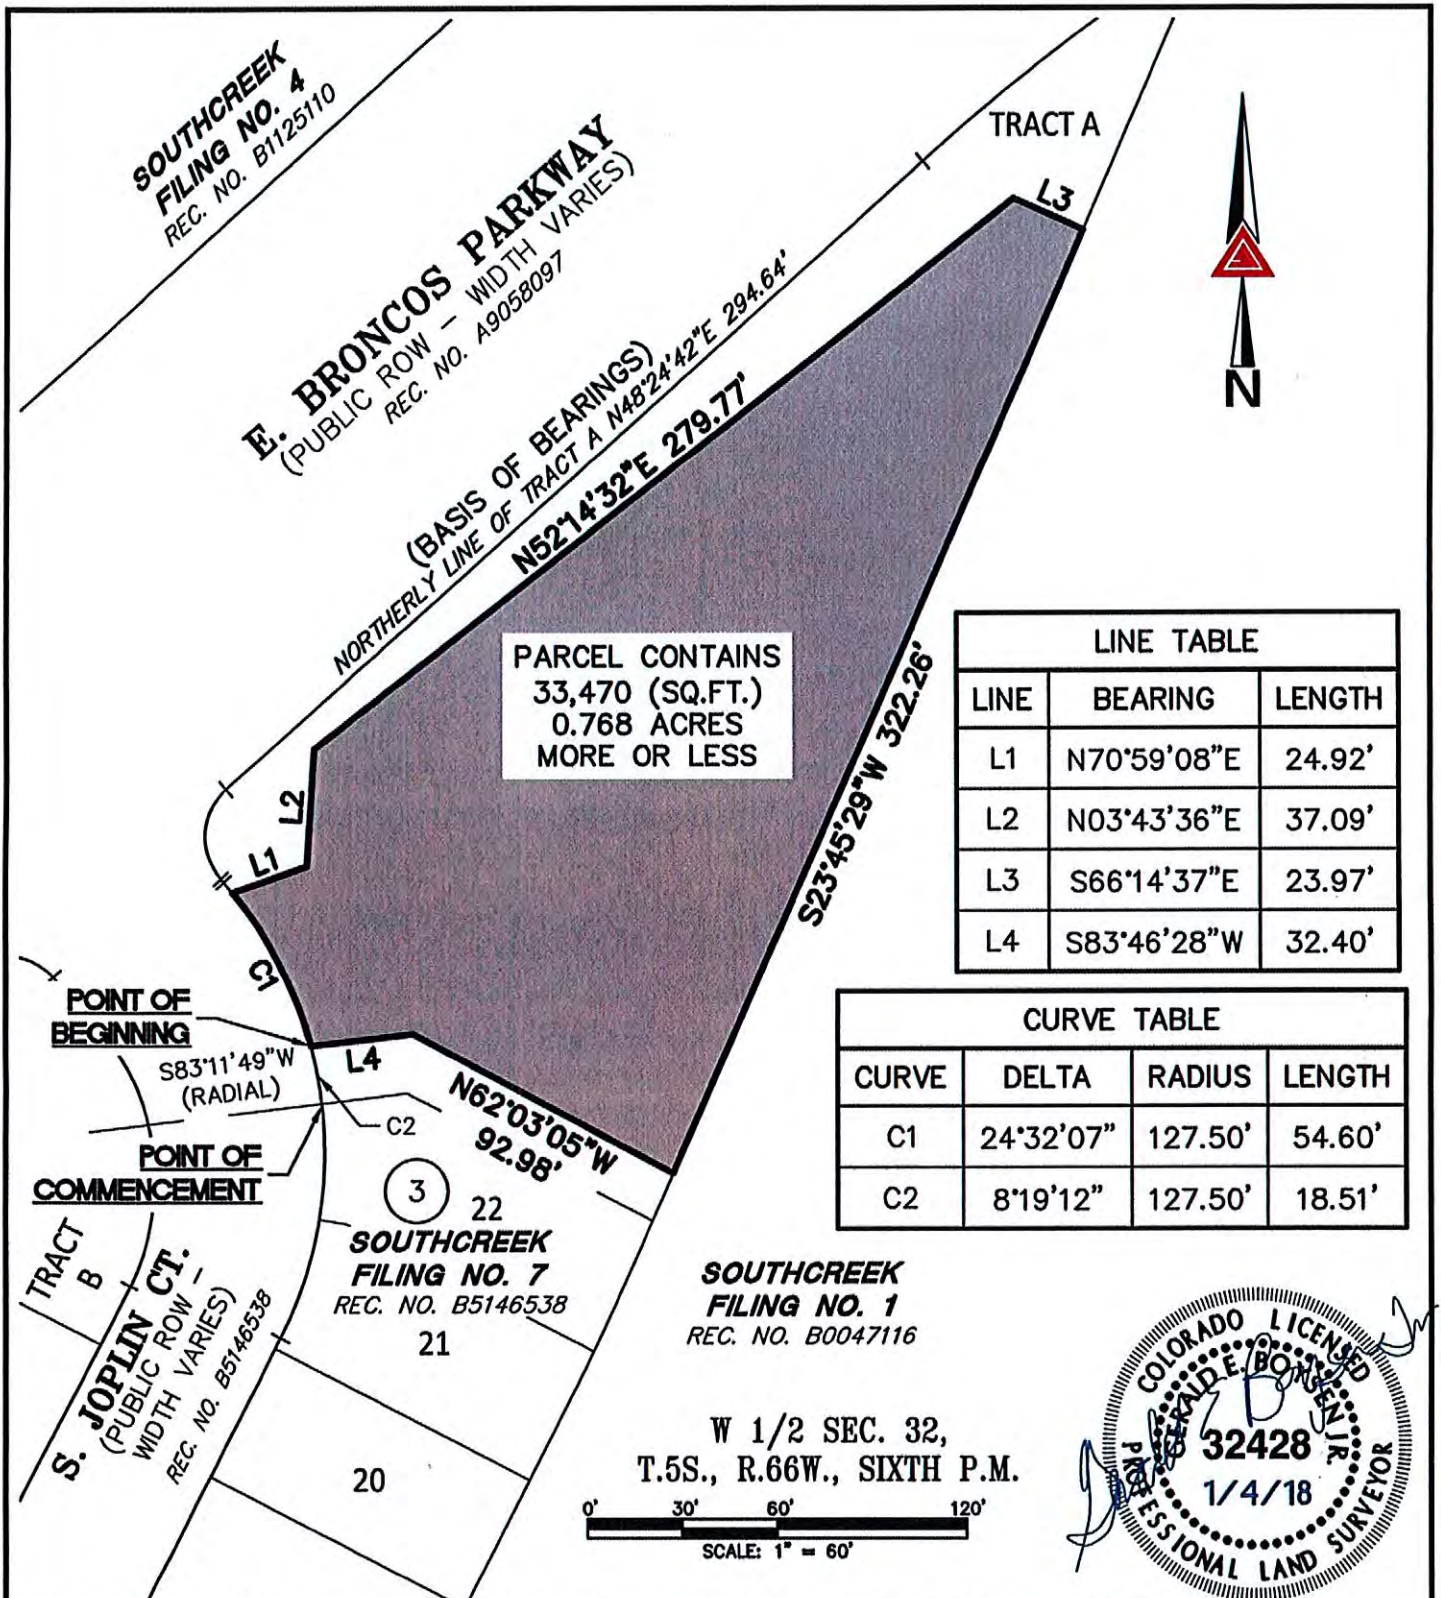 SOUTHCREEK
FILING NO. 4
REC. NO. B1125110
E. BRONCOS PARKWAY
(PUBLIC ROW – WIDTH VARIES)
REC. NO. A9058097
TRACT A
L3
N
(BASIS OF BEARINGS)
NORTHERLY LINE OF TRACT A N48°24'42"E 294.64'
N52°14'32"E 279.77'
PARCEL CONTAINS
33,470 (SQ.FT.)
0.768 ACRES
MORE OR LESS
S23°45'29"W 322.26'
L2
L1
C1
LINE TABLE
LINE BEARING LENGTH
L1 N70°59'08"E 24.92'
L2 N03°43'36"E 37.09'
L3 S66°14'37"E 23.97'
L4 S83°46'28"W 32.40'
POINT OF
BEGINNING
S83°11'49"W
(RADIAL)
L4
C2
N62°03'05"W
92.98'
POINT OF
COMMENCEMENT
CURVE TABLE
CURVE DELTA RADIUS LENGTH
C1 24°32'07" 127.50' 54.60'
C2 8°19'12" 127.50' 18.51'
TRACT
B
S. JOPLIN CT.
(PUBLIC ROW –
WIDTH VARIES)
REC. NO. B5146538
3
22
SOUTHCREEK
FILING NO. 7
REC. NO. B5146538
21
20
SOUTHCREEK
FILING NO. 1
REC. NO. B0047116
W 1/2 SEC. 32,
T.5S., R.66W., SIXTH P.M.
0' 30' 60' 120'
SCALE: 1" = 60'
COLORADO LICENSED
GERALD E. BOYSEN JR.
32428
1/4/18
PROFESSIONAL LAND SURVEYOR